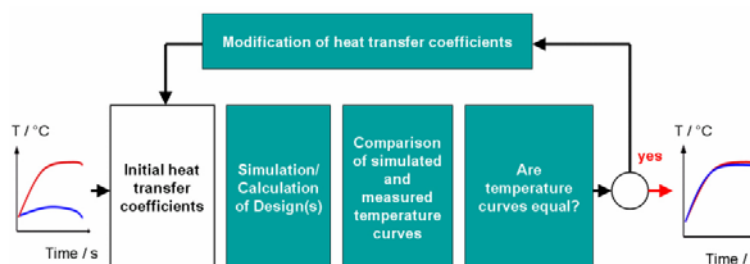 Modification of heat transfer coefficients
T / °C
Time / s
Initial heat
transfer
coefficients
Simulation/
Calculation
of Design(s)
Comparison
of simulated
and
measured
temperature
curves
Are
temperature
curves equal?
yes
T / °C
Time /